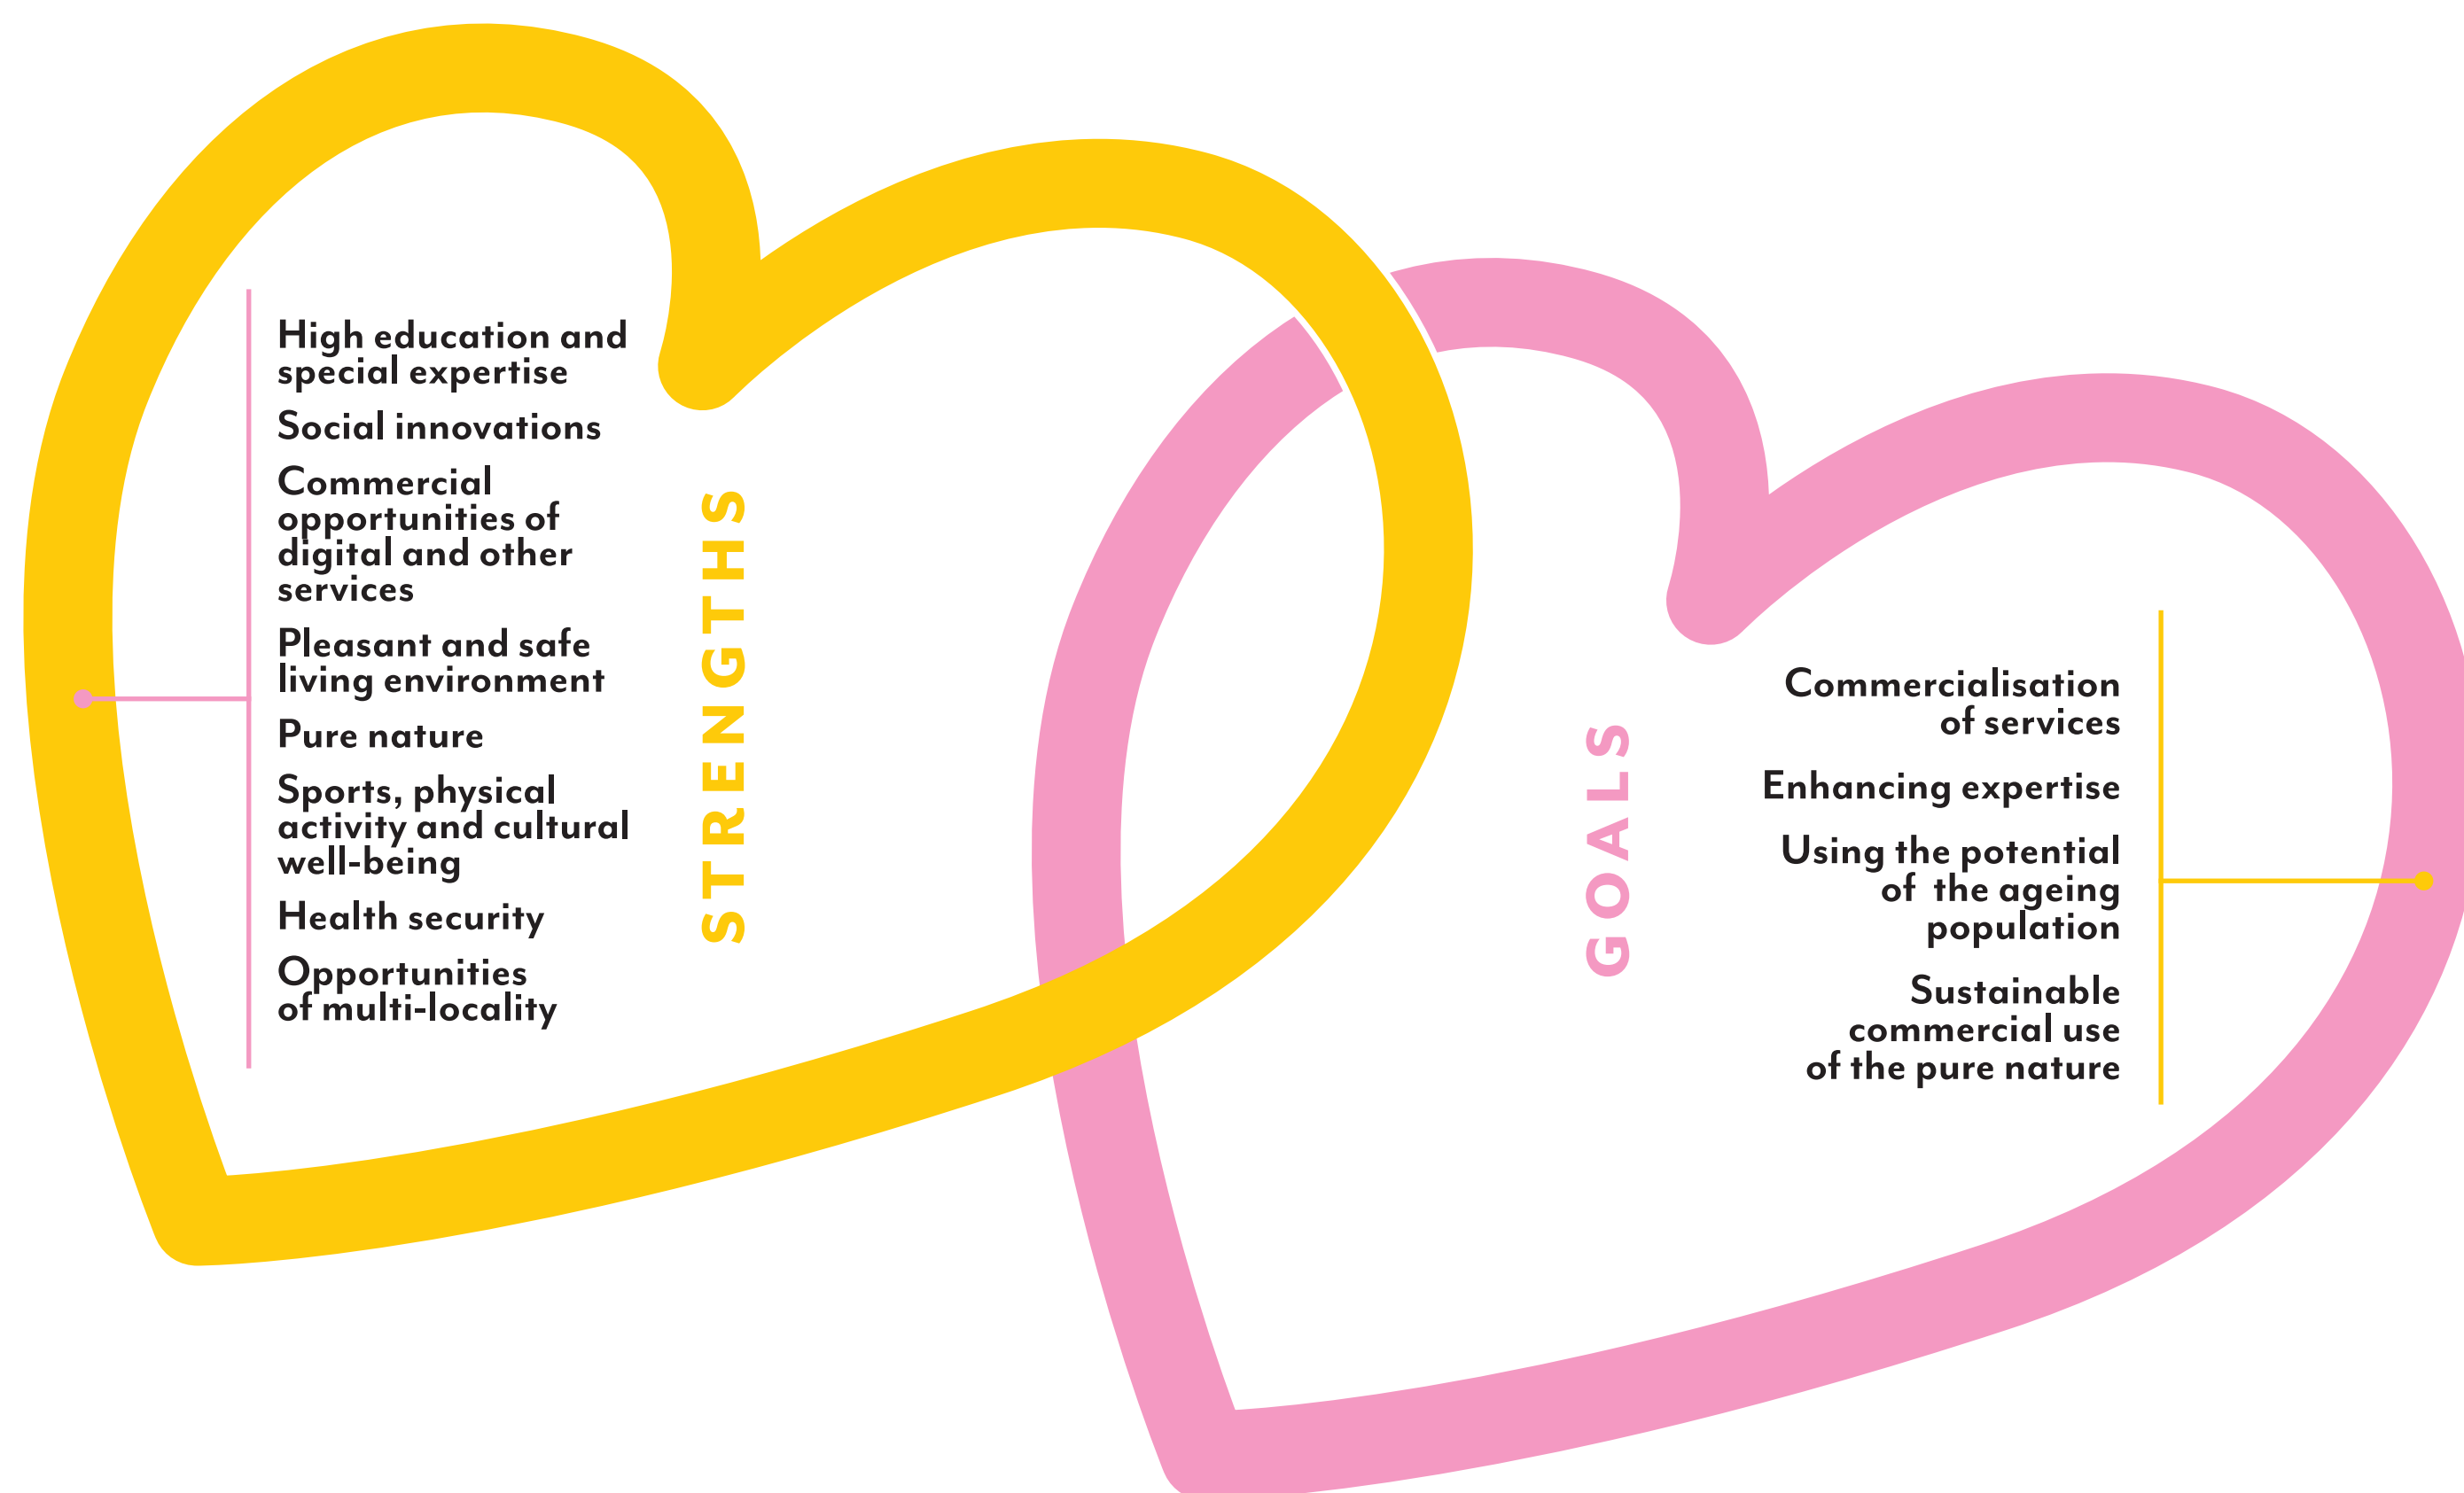 High education and
special expertise
Social innovations
Commercial
opportunities of
digital and other
services
Pleasant and safe
living environment
Pure nature
Sports, physical
activity and cultural
well-being
Health security
Opportunities
of multi-locality
STRENGTHS
GOALS
Commercialisation
of services
Enhancing expertise
Using the potential
of the ageing
population
Sustainable
commercial use
of the pure nature